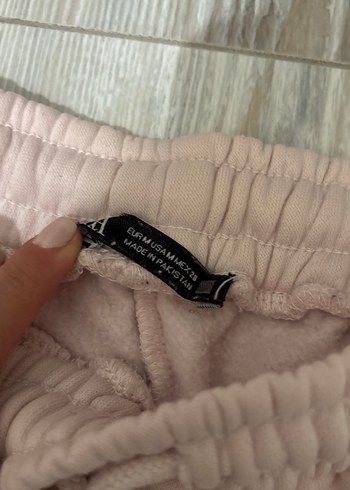 EUR M USA M MEX 28
MADE IN PAKISTAN